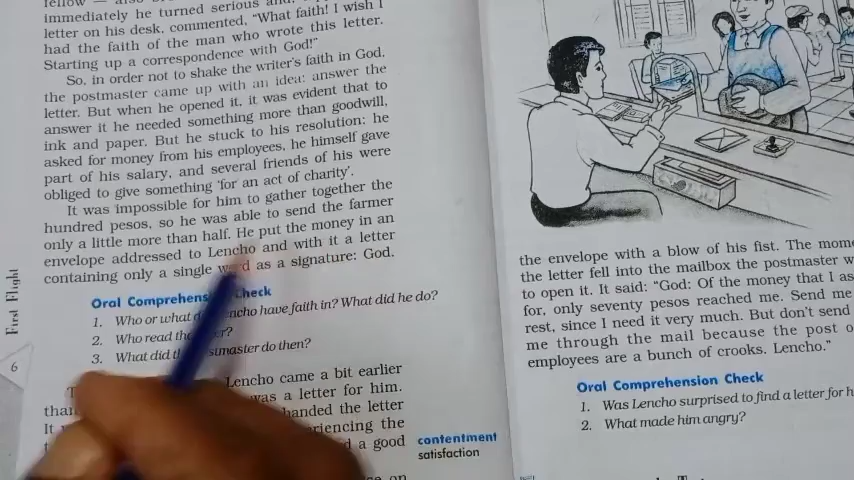 immediately he turned serious and,
letter on his desk, commented, "What faith! I wish I
had the faith of the man who wrote this letter.
Starting up a correspondence with God!"
So, in order not to shake the writer's faith in God,
the postmaster came up with an idea: answer the
letter. But when he opened it, it was evident that to
answer it he needed something more than goodwill,
ink and paper. But he stuck to his resolution: he
asked for money from his employees, he himself gave
part of his salary, and several friends of his were
obliged to give something 'for an act of charity'.
It was impossible for him to gather together the
hundred pesos, so he was able to send the farmer
only a little more than half. He put the money in an
envelope addressed to Lencho and with it a letter
containing only a single as a signature: God.
Oral Check
1. Who or what Lencho have faith in? What did he do?
2. Who read
3. What did do then?
Lencho came a bit earlier
was a letter for him.
handed the letter
It
a good
contentment
satisfaction
First Flight
6
the envelope with a blow of his fist. The
the letter fell into the mailbox the postmaster
to open it. It said: "God: Of the money that I
for, only seventy pesos reached me. Send me
rest, since I need it very much. But don't send
me through the mail because the post
employees are a bunch of crooks. Lencho."
Oral Comprehension Check
1. Was Lencho surprised to find a letter for
2. What made him angry?